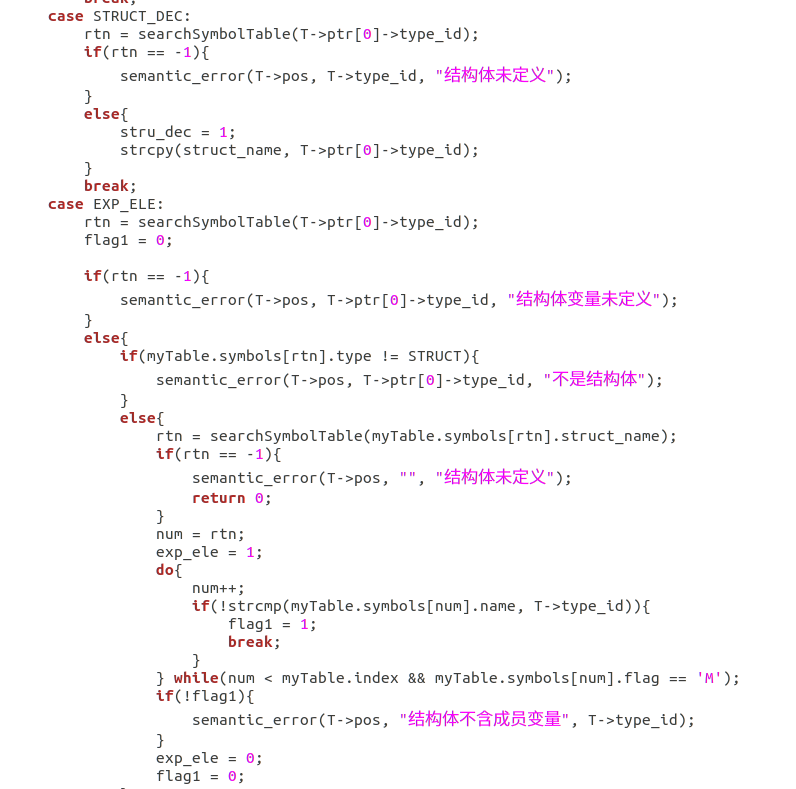 break;
case STRUCT_DEC:
rtn = searchSymbolTable(T->ptr[0]->type_id);
if(rtn == -1){
semantic_error(T->pos, T->type_id, "结构体未定义");
}
else{
stru_dec = 1;
strcpy(struct_name, T->ptr[0]->type_id);
}
break;
case EXP_ELE:
rtn = searchSymbolTable(T->ptr[0]->type_id);
flag1 = 0;
if(rtn == -1){
semantic_error(T->pos, T->ptr[0]->type_id, "结构体变量未定义");
}
else{
if(myTable.symbols[rtn].type != STRUCT){
semantic_error(T->pos, T->ptr[0]->type_id, "不是结构体");
}
else{
rtn = searchSymbolTable(myTable.symbols[rtn].struct_name);
if(rtn == -1){
semantic_error(T->pos, "", "结构体未定义");
return 0;
}
num = rtn;
exp_ele = 1;
do{
num++;
if(!strcmp(myTable.symbols[num].name, T->type_id)){
flag1 = 1;
break;
}
} while(num < myTable.index && myTable.symbols[num].flag == 'M');
if(!flag1){
semantic_error(T->pos, "结构体不含成员变量", T->type_id);
}
exp_ele = 0;
flag1 = 0;